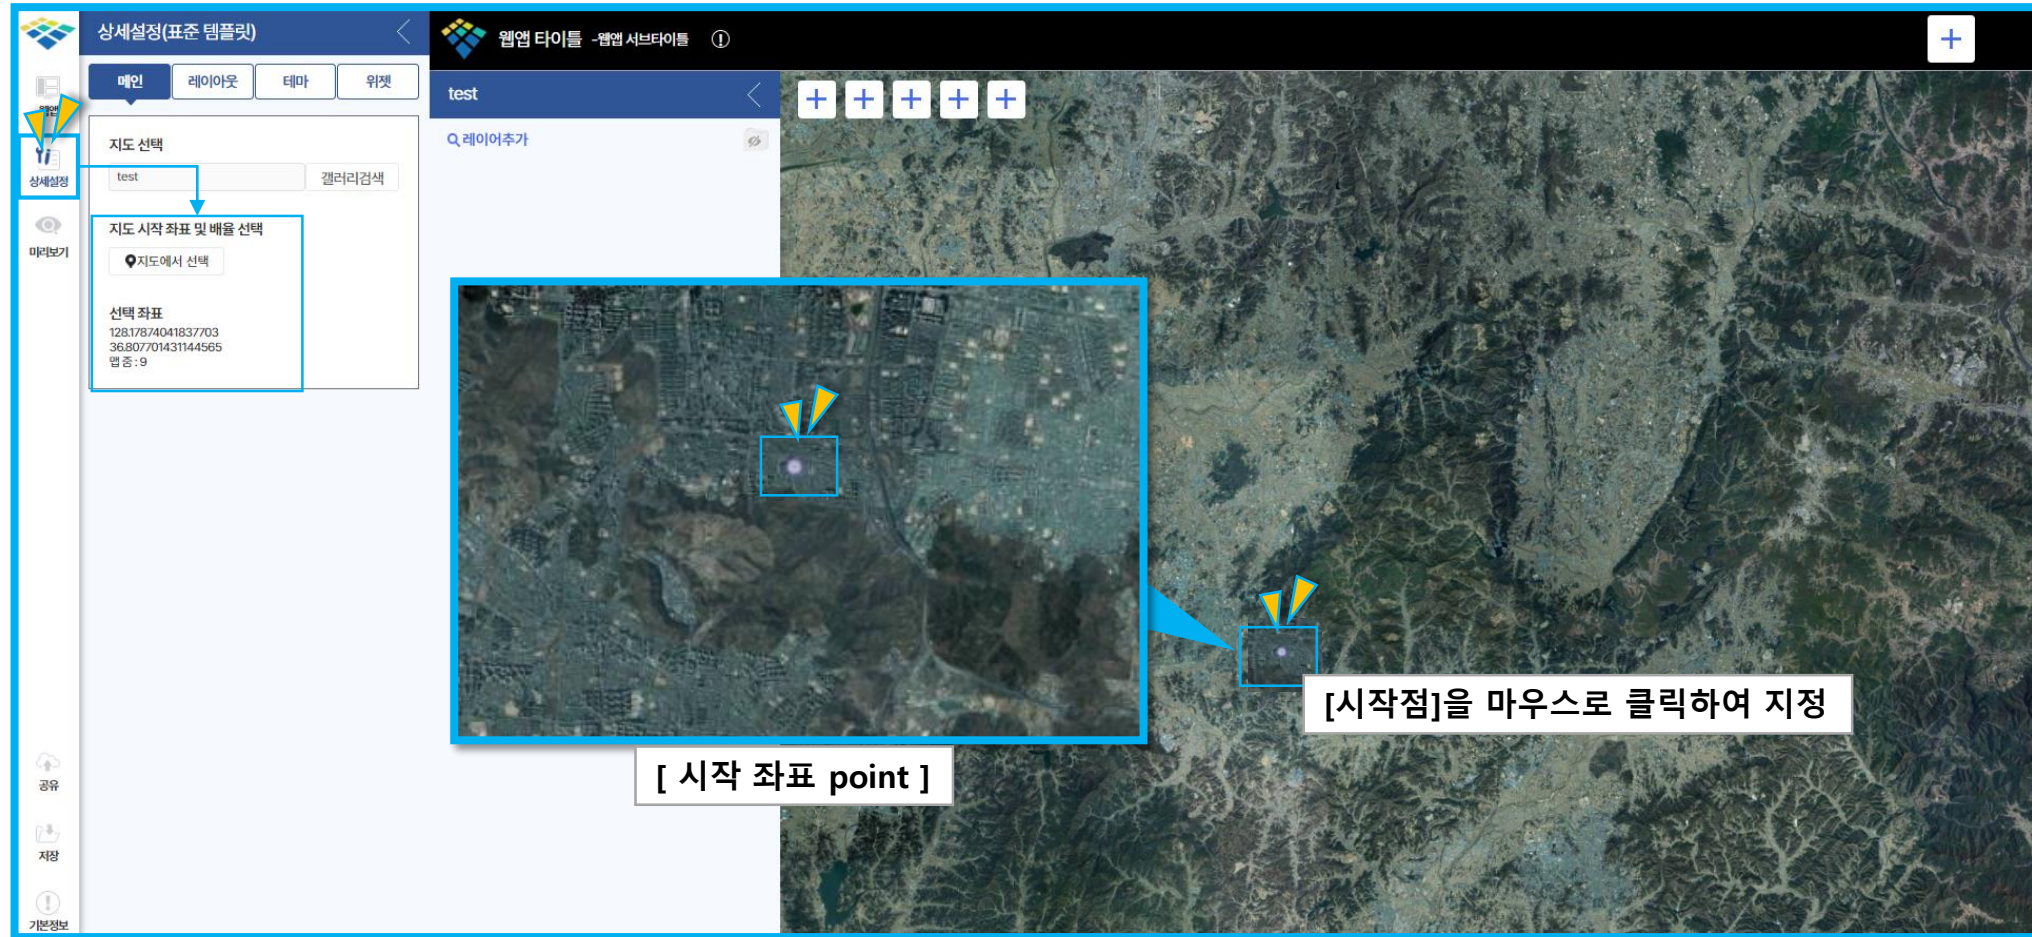 상세설정(표준 템플릿)
웹앱 타이틀 -웹앱 서브타이틀
메인
레이아웃
테마
위젯
웹앱
상세설정
미리보기
공유
저장
기본정보
지도 선택
test
갤러리검색
지도 시작 좌표 및 배율 선택
지도에서 선택
선택 좌표
128.17874041837703
36.807701431144565
맵 줌 : 9
test
레이어추가
[시작점]을 마우스로 클릭하여 지정
[ 시작 좌표 point ]